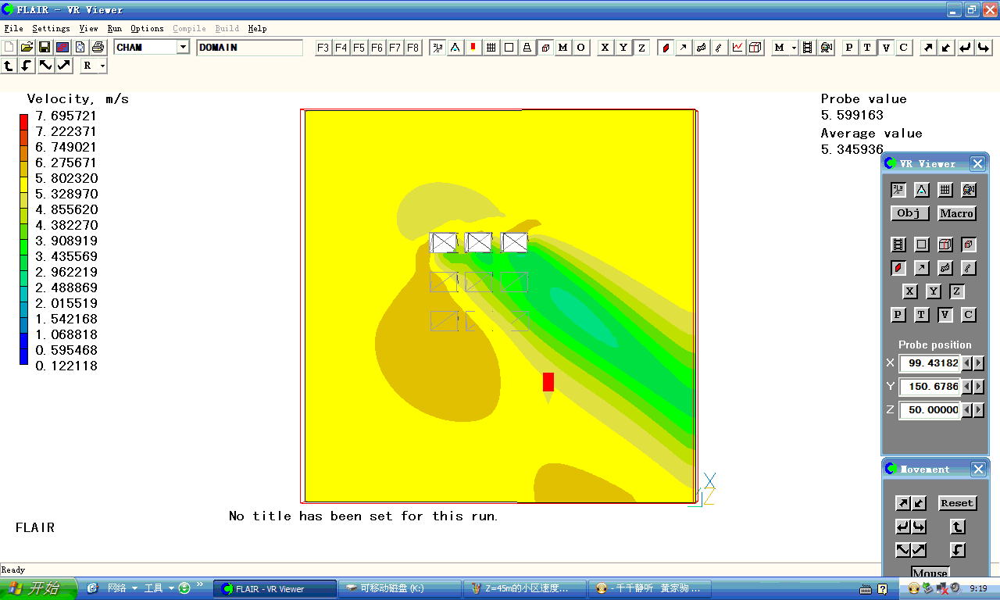 FLAIR - VR Viewer
File Settings View Run Options Compile Build Help
CHAM DOMAIN F3 F4 F5 F6 F7 F8 M O X Y Z M P T V C
R
Velocity, m/s
7.695721
7.222371
6.749021
6.275671
5.802320
5.328970
4.855620
4.382270
3.908919
3.435569
2.962219
2.488869
2.015519
1.542168
1.068818
0.595468
0.122118
Probe value
5.599163
Average value
5.345936
VR Viewer
Obj Macro
X Y Z
P T V C
Probe position
X 99.43182
Y 150.6786
Z 50.00000
X
Z
Movement
Reset
Mouse
No title has been set for this run.
FLAIR
Ready
开始 网络 工具 » FLAIR - VR Viewer 可移动磁盘 (K:) Z=45m的小区速度... - 千千静听 黄家驹 ... 9:19